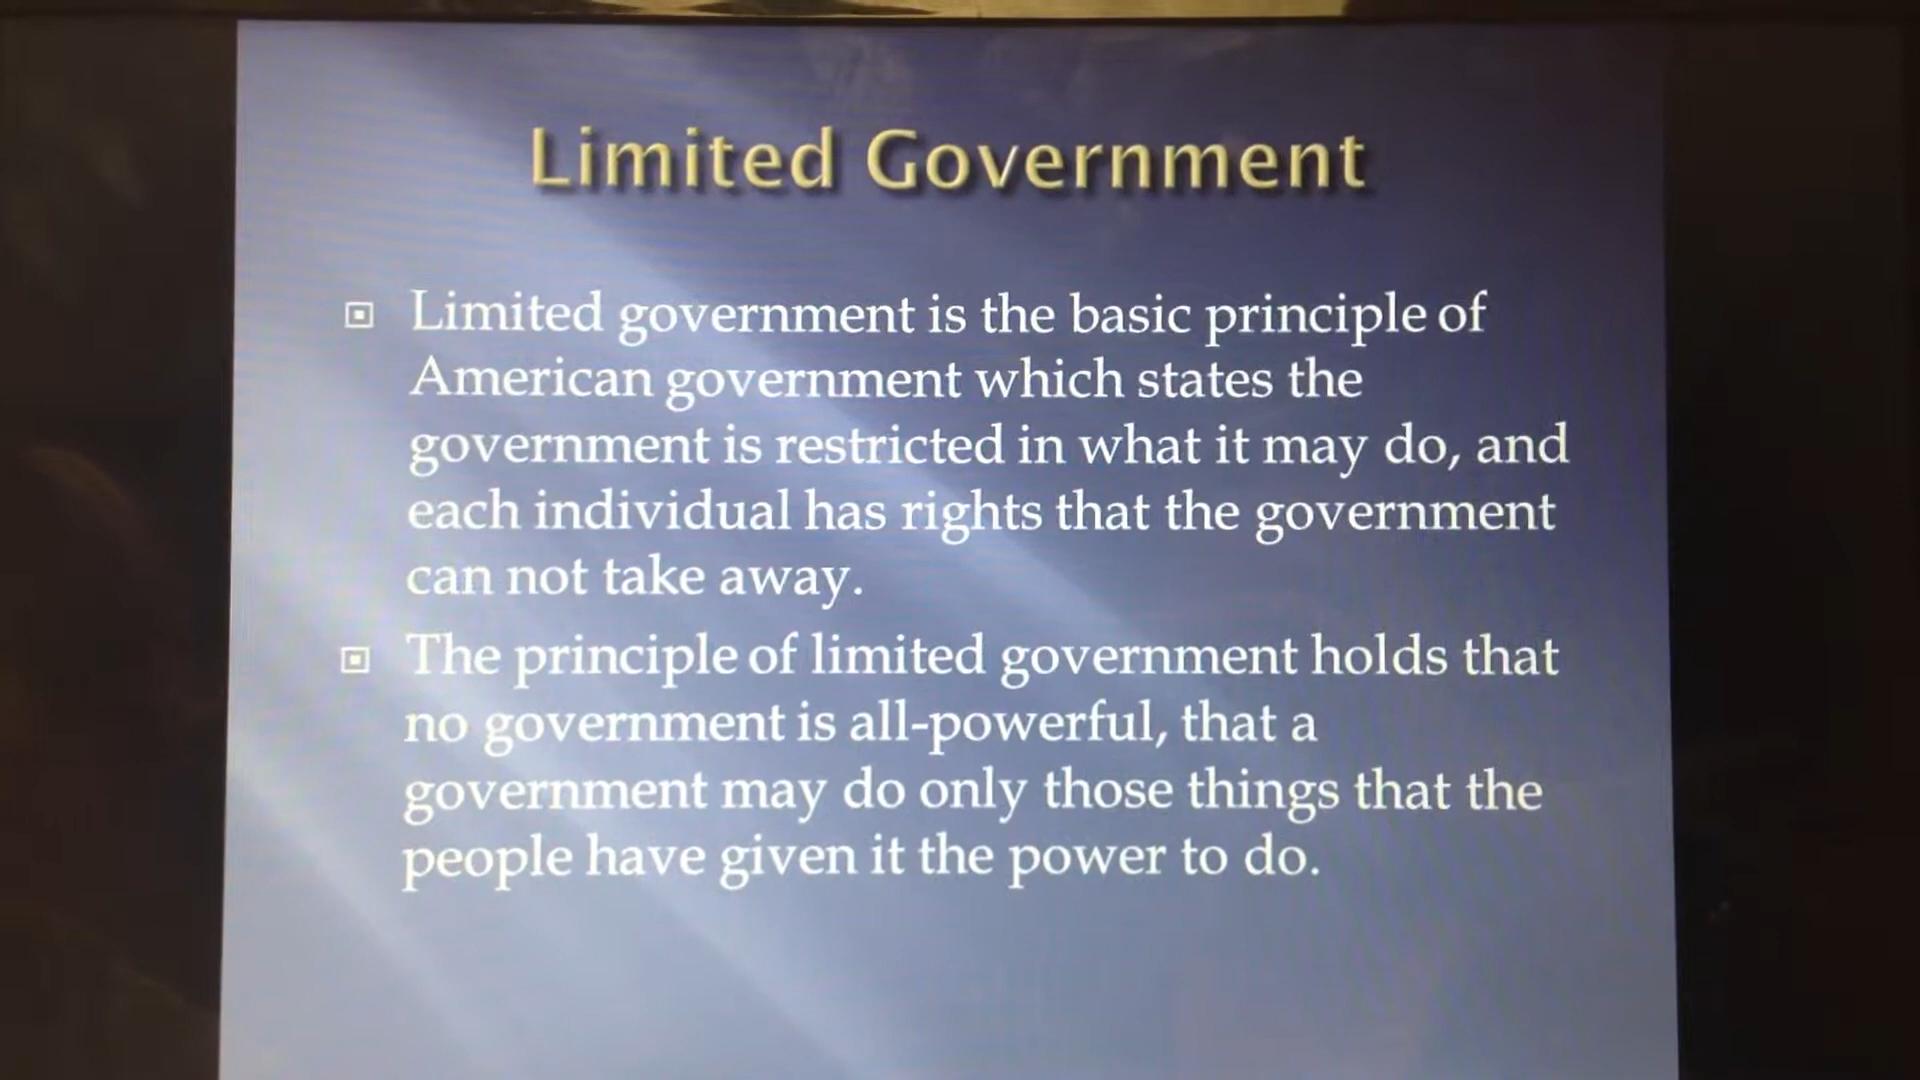 Limited Government
Limited government is the basic principle of
American government which states the
government is restricted in what it may do, and
each individual has rights that the government
can not take away.
The principle of limited government holds that
no government is all-powerful, that a
government may do only those things that the
people have given it the power to do.